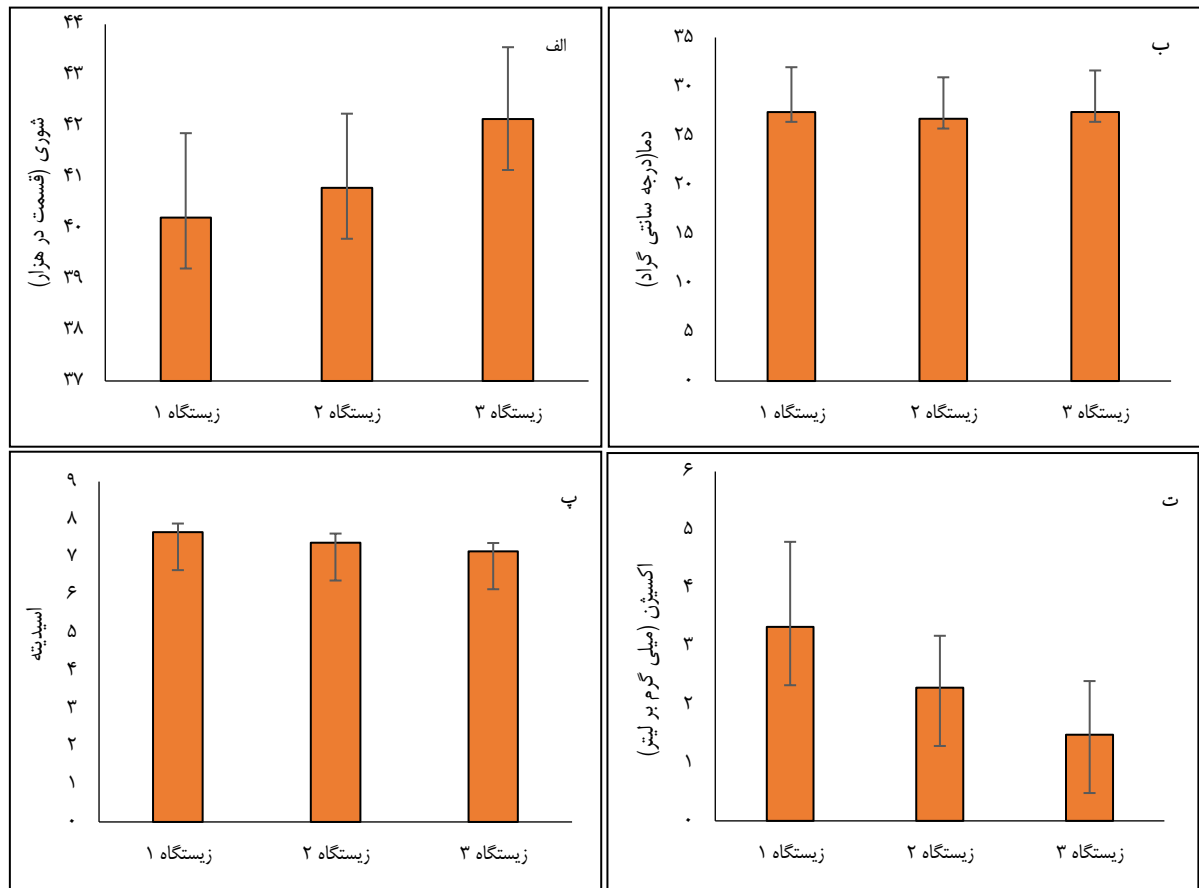 الف
شوری (قسمت در هزار)
۴۴
۴۳
۴۲
۴۱
۴۰
۳۹
۳۸
۳۷
زیستگاه ۱
زیستگاه ۲
زیستگاه ۳
ب
دما(درجه سانتی گراد)
۳۵
۳۰
۲۵
۲۰
۱۵
۱۰
۵
۰
زیستگاه ۱
زیستگاه ۲
زیستگاه ۳
پ
اسیدیته
۹
۸
۷
۶
۵
۴
۳
۲
۱
۰
زیستگاه ۱
زیستگاه ۲
زیستگاه ۳
ت
اکسیژن (میلی گرم بر لیتر)
۶
۵
۴
۳
۲
۱
۰
زیستگاه ۱
زیستگاه ۲
زیستگاه ۳